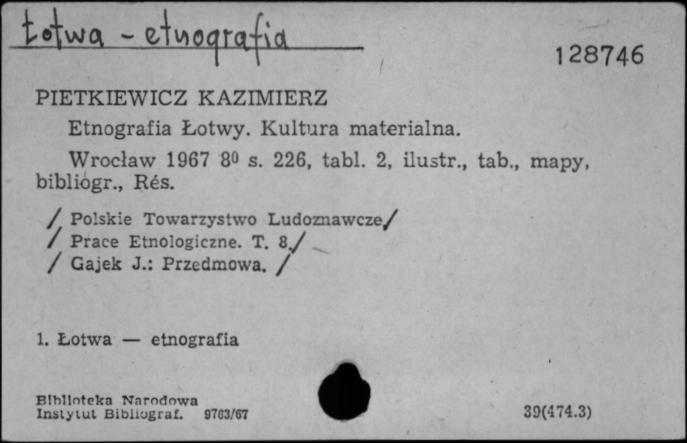 Łotwa - etnografia
128746
PIETKIEWICZ KAZIMIERZ
Etnografia Łotwy. Kultura materialna.
Wrocław 1967 8⁰ s. 226, tabl. 2, ilustr., tab., mapy,
bibliogr., Rés.
/ Polskie Towarzystwo Ludoznawcze/
/ Prace Etnologiczne. T. 8/
/ Gajek J.: Przedmowa. /
1. Łotwa — etnografia
Biblioteka Narodowa
Instytut Bibliograf. 9763/67
39(474.3)